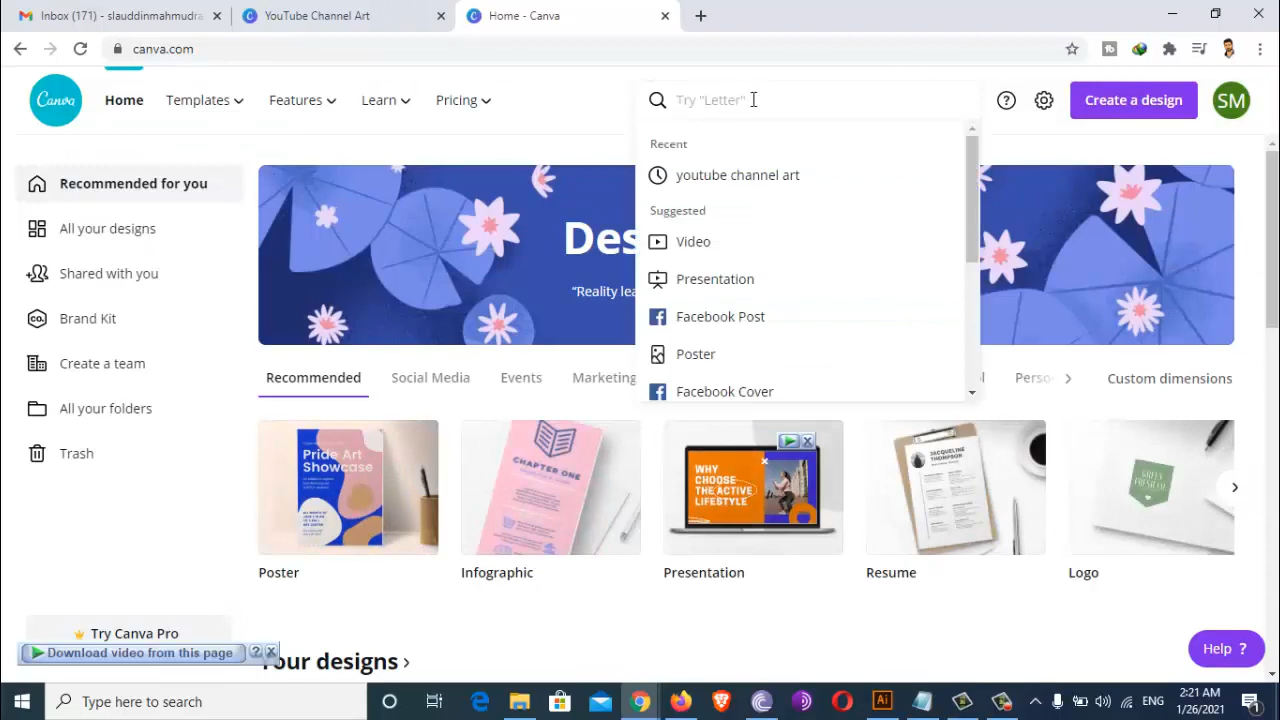 Inbox (171) - slauddinmahmudra
YouTube Channel Art
Home - Canva
canva.com
Canva
Home
Templates
Features
Learn
Pricing
Try "Letter"
Create a design
SM
Recent
youtube channel art
Suggested
Video
Presentation
Facebook Post
Poster
Facebook Cover
Recommended for you
All your designs
Shared with you
Brand Kit
Create a team
All your folders
Trash
Des
"Reality lea
Recommended
Social Media
Events
Marketing
Perso
Custom dimensions
Pride Art
Showcase
CHAPTER ONE
WHY
CHOOSE
THE ACTIVE
LIFESTYLE
JACQUELINE
THOMPSON
GREEN
Poster
Infographic
Presentation
Resume
Logo
Try Canva Pro
Download video from this page
Your designs
Help ?
Type here to search
Ai
ENG
2:21 AM
1/26/2021